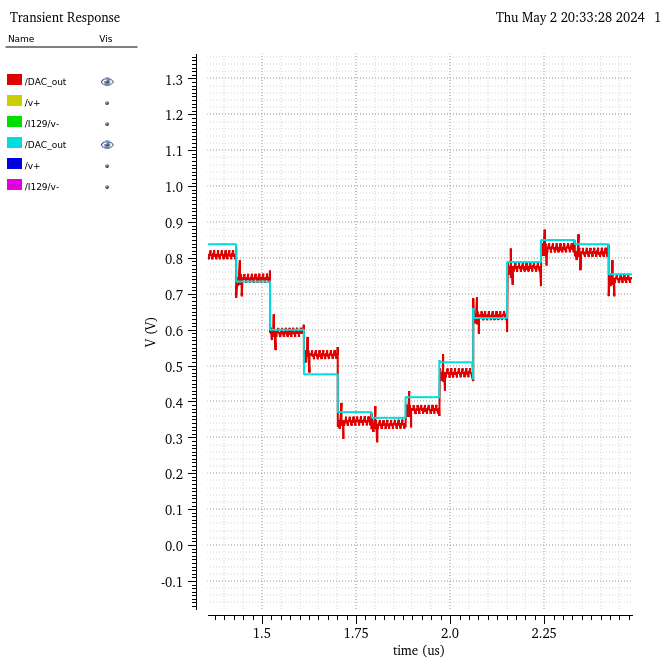 Transient Response
Thu May 2 20:33:28 2024 1
Name Vis
/DAC_out
/v+
/I129/v-
/DAC_out
/v+
/I129/v-
V (V)
1.3
1.2
1.1
1.0
0.9
0.8
0.7
0.6
0.5
0.4
0.3
0.2
0.1
0.0
-0.1
1.5 1.75 2.0 2.25
time (us)